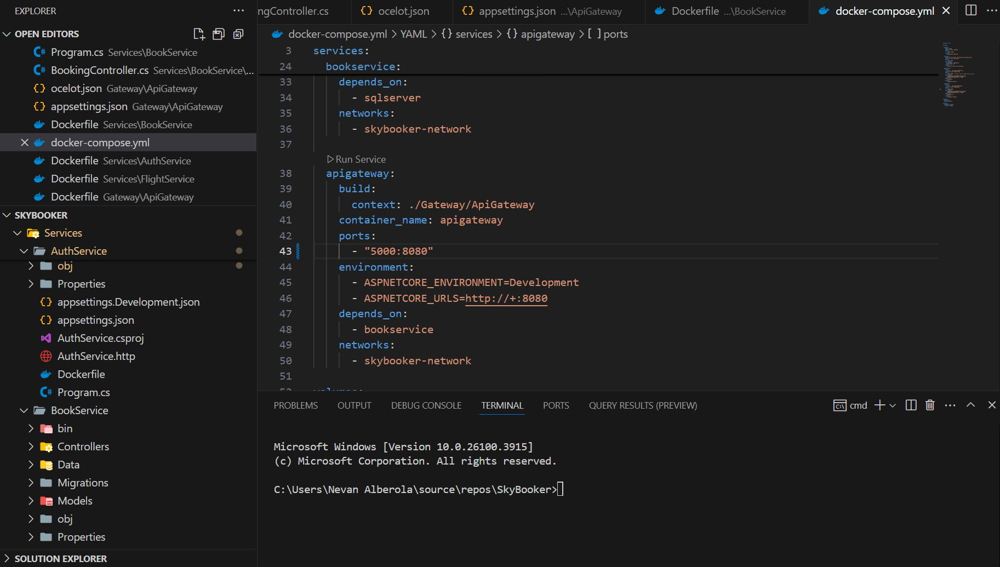 EXPLORER
OPEN EDITORS
Program.cs Services\BookService
BookingController.cs Services\BookService\...
ocelot.json Gateway\ApiGateway
appsettings.json Gateway\ApiGateway
Dockerfile Services\BookService
docker-compose.yml
Dockerfile Services\AuthService
Dockerfile Services\FlightService
Dockerfile Gateway\ApiGateway
SKYBOOKER
Services
AuthService
obj
Properties
appsettings.Development.json
appsettings.json
AuthService.csproj
AuthService.http
Dockerfile
Program.cs
BookService
bin
Controllers
Data
Migrations
Models
obj
Properties
SOLUTION EXPLORER
ngController.cs ocelot.json appsettings.json ...\ApiGateway Dockerfile ...\BookService docker-compose.yml
docker-compose.yml > YAML > {} services > {} apigateway > [ ] ports
3 services:
24 bookservice:
33 depends_on:
34 - sqlserver
35 networks:
36 - skybooker-network
37
Run Service
38 apigateway:
39 build:
40 context: ./Gateway/ApiGateway
41 container_name: apigateway
42 ports:
43 - "5000:8080"
44 environment:
45 - ASPNETCORE_ENVIRONMENT=Development
46 - ASPNETCORE_URLS=http://+:8080
47 depends_on:
48 - bookservice
49 networks:
50 - skybooker-network
51
52 volumes:
PROBLEMS OUTPUT DEBUG CONSOLE TERMINAL PORTS QUERY RESULTS (PREVIEW) cmd
Microsoft Windows [Version 10.0.26100.3915]
(c) Microsoft Corporation. All rights reserved.
C:\Users\Nevan Alberola\source\repos\SkyBooker>